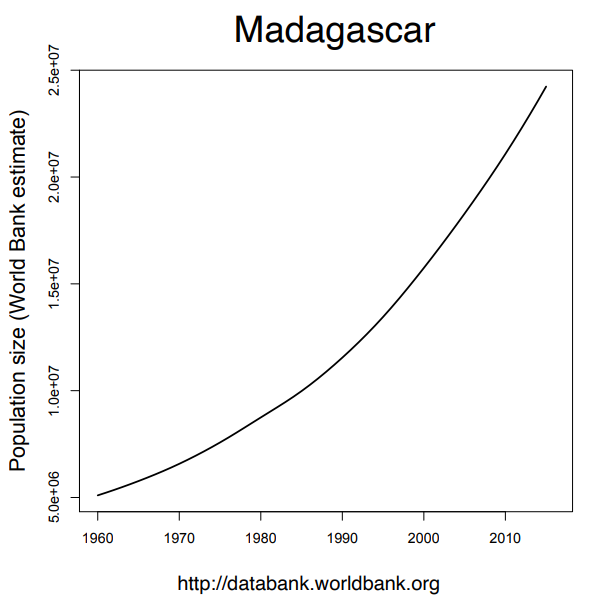 Madagascar
Population size (World Bank estimate)
2.5e+07
2.0e+07
1.5e+07
1.0e+07
5.0e+06
1960 1970 1980 1990 2000 2010
http://databank.worldbank.org